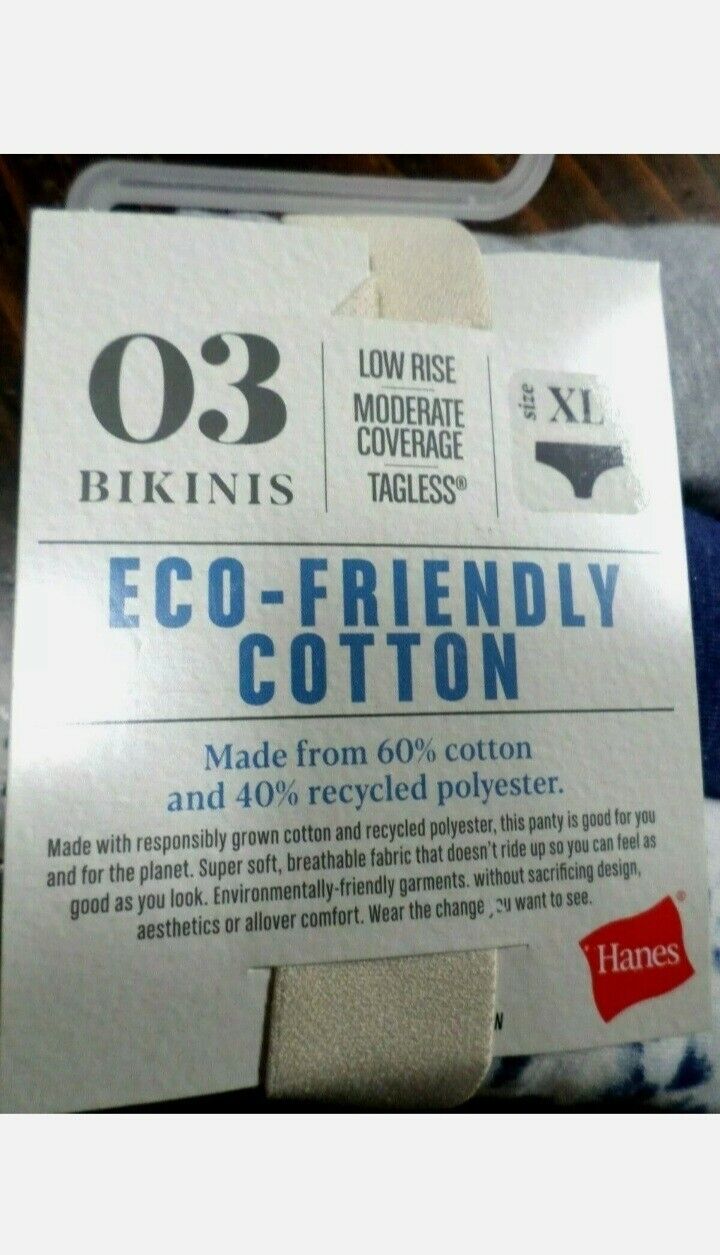 03
BIKINIS
LOW RISE
MODERATE
COVERAGE
TAGLESS®
size
XL
ECO-FRIENDLY
COTTON
Made from 60% cotton
and 40% recycled polyester.
Made with responsibly grown cotton and recycled polyester, this panty is good for you
and for the planet. Super soft, breathable fabric that doesn't ride up so you can feel as
good as you look. Environmentally-friendly garments. without sacrificing design,
aesthetics or allover comfort. Wear the change want to see.
Hanes®
N